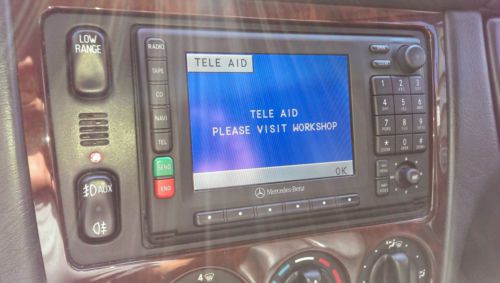 LOW
RANGE
RADIO
TAPE
CD
NAVI
TEL
SEND
END
AUX
TELE AID
TELE AID
PLEASE VISIT WORKSHOP
OK
Mercedes-Benz
1
2
3
4
5
6
7
8
9
*
0
#
4